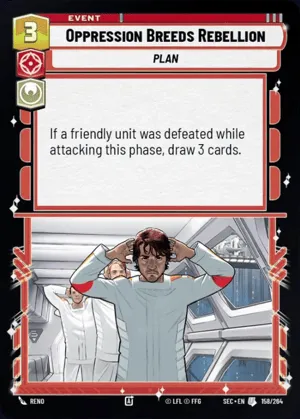 EVENT
3
OPPRESSION BREEDS REBELLION
PLAN
If a friendly unit was defeated while
attacking this phase, draw 3 cards.
RENO
© LFL © FFG
SEC • EN
158/264